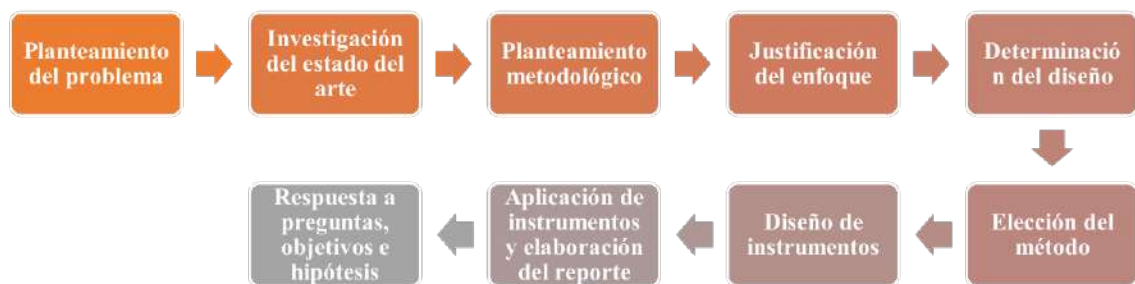 Planteamiento
del problema
Investigación
del estado del
arte
Planteamiento
metodológico
Justificación
del enfoque
Determinació
n del diseño
Elección del
método
Diseño de
instrumentos
Aplicación de
instrumentos
y elaboración
del reporte
Respuesta a
preguntas,
objetivos e
hipótesis